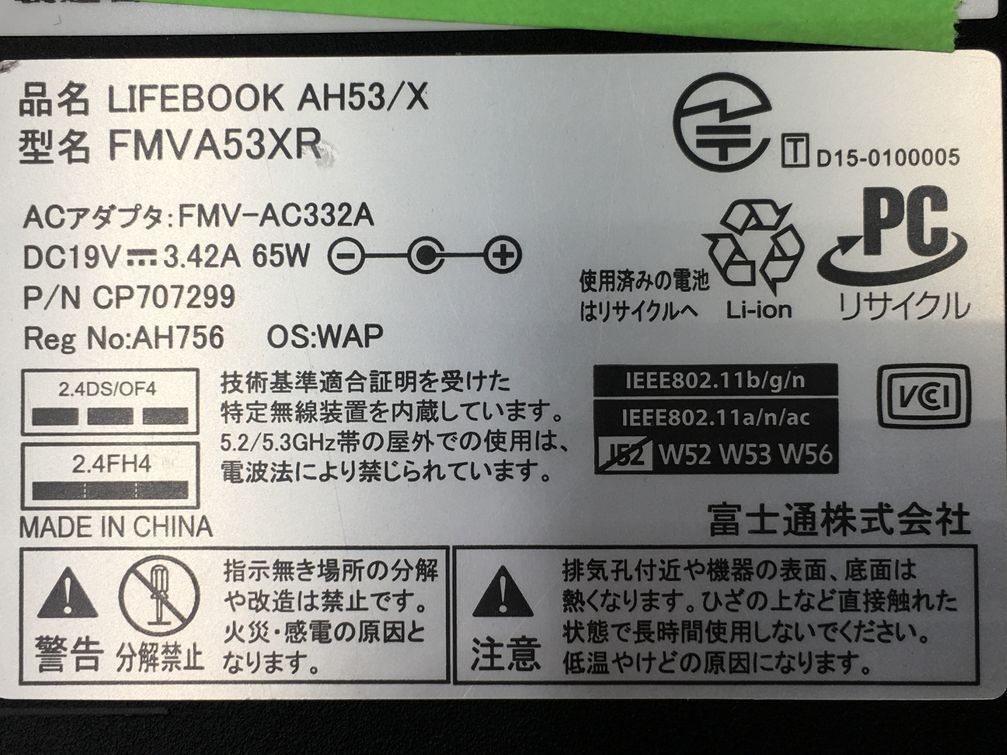 品名 LIFEBOOK AH53/X
型名 FMVA53XR
T D15-0100005
ACアダプタ:FMV-AC332A
DC19V 3.42A 65W
P/N CP707299
Reg No:AH756 OS:WAP
使用済みの電池
はリサイクルへ
Li-ion
PC
リサイクル
2.4DS/OF4
2.4FH4
技術基準適合証明を受けた
特定無線装置を内蔵しています。
5.2/5.3GHz帯の屋外での使用は、
電波法により禁じられています。
IEEE802.11b/g/n
IEEE802.11a/n/ac
J52 W52 W53 W56
VCI
MADE IN CHINA
富士通株式会社
警告
分解禁止
指示無き場所の分解
や改造は禁止です。
火災・感電の原因と
なります。
注意
排気孔付近や機器の表面、底面は
熱くなります。ひざの上など直接触れた
状態で長時間使用しないでください。
低温やけどの原因になります。